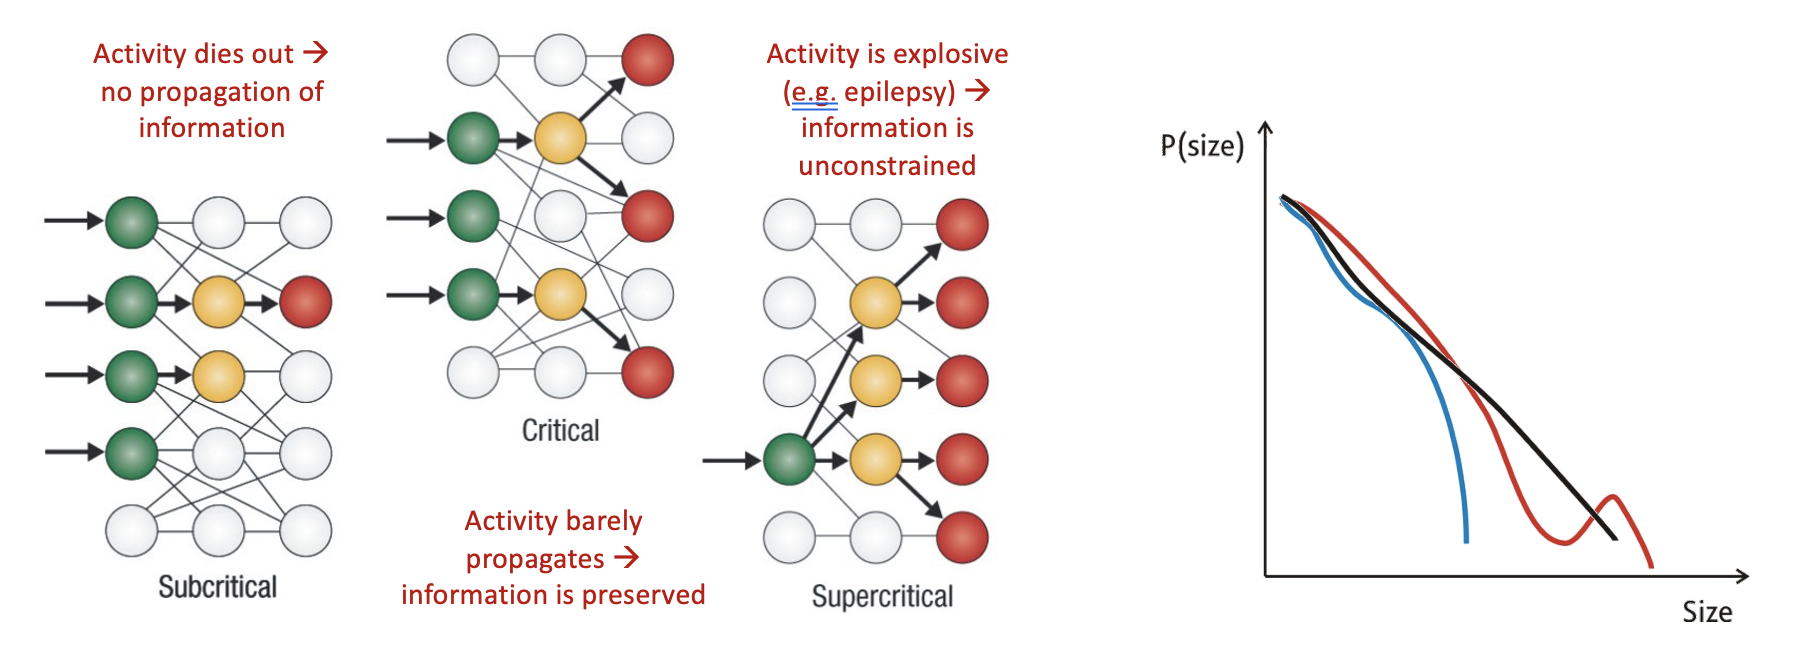 Activity dies out →
no propagation of
information
Subcritical
Critical
Activity barely
propagates →
information is preserved
Activity is explosive
(e.g. epilepsy) →
information is
unconstrained
Supercritical
P(size)
Size